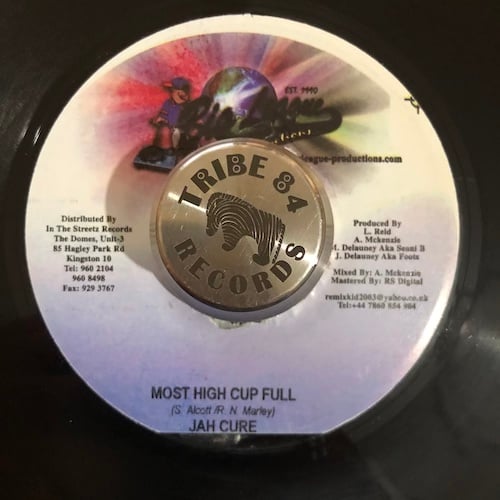 EST. 1990
eague-productions.com
TRIBE 84
RECORDS
Distributed By
In The Streetz Records
The Domes, Unit-3
85 Hagley Park Rd
Kingston 10
Tel: 960 2104
960 8498
Fax: 929 3767
Produced By
L. Reid
A. Mckenzie
M. Delauney Aka Seani B
J. Delauney Aka Foota
Mixed By: A. Mckenzie
Mastered By: RS Digital
remixkid2003@yahoo.co.uk
Tel:+44 7860 854 984
MOST HIGH CUP FULL
(S. Alcott /R. N. Marley)
JAH CURE